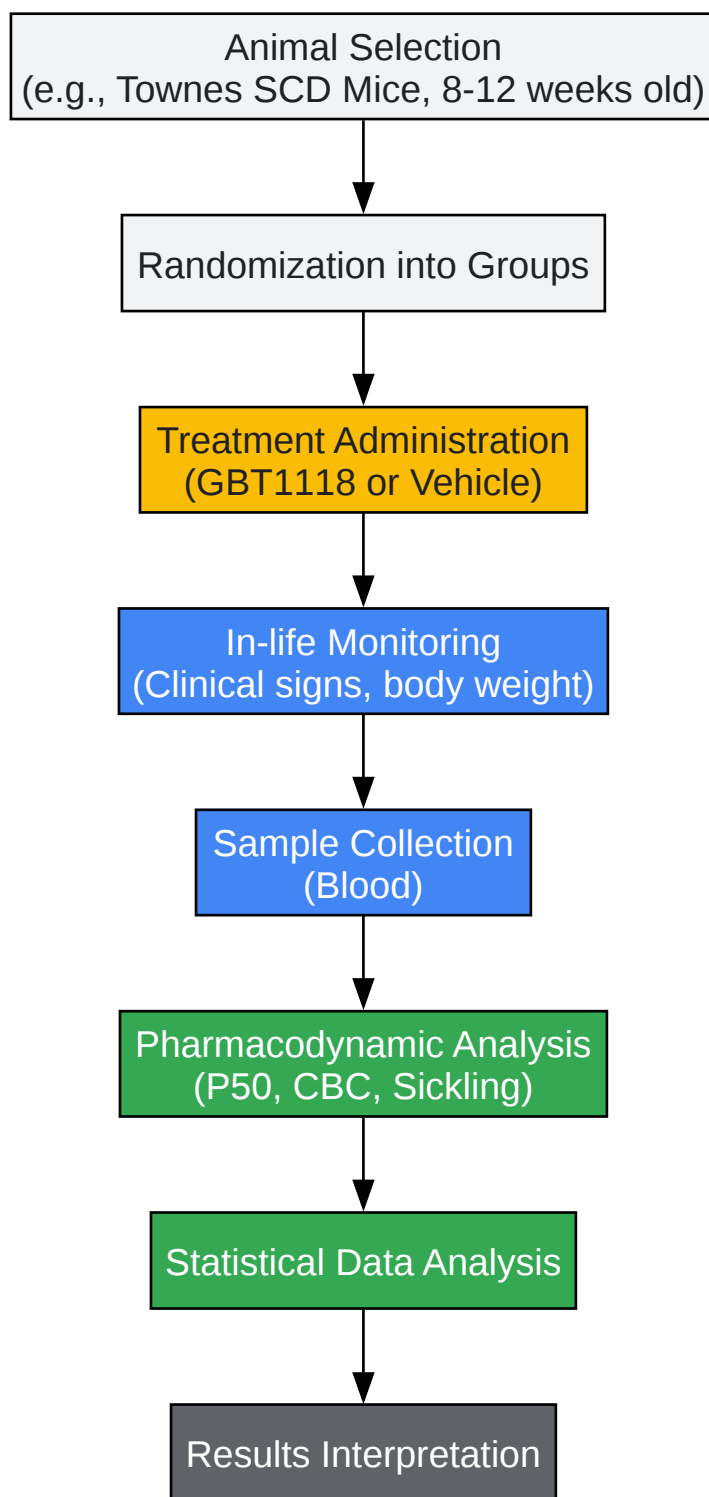 Animal Selection
(e.g., Townes SCD Mice, 8-12 weeks old)
Randomization into Groups
Treatment Administration
(GBT1118 or Vehicle)
In-life Monitoring
(Clinical signs, body weight)
Sample Collection
(Blood)
Pharmacodynamic Analysis
(P50, CBC, Sickling)
Statistical Data Analysis
Results Interpretation